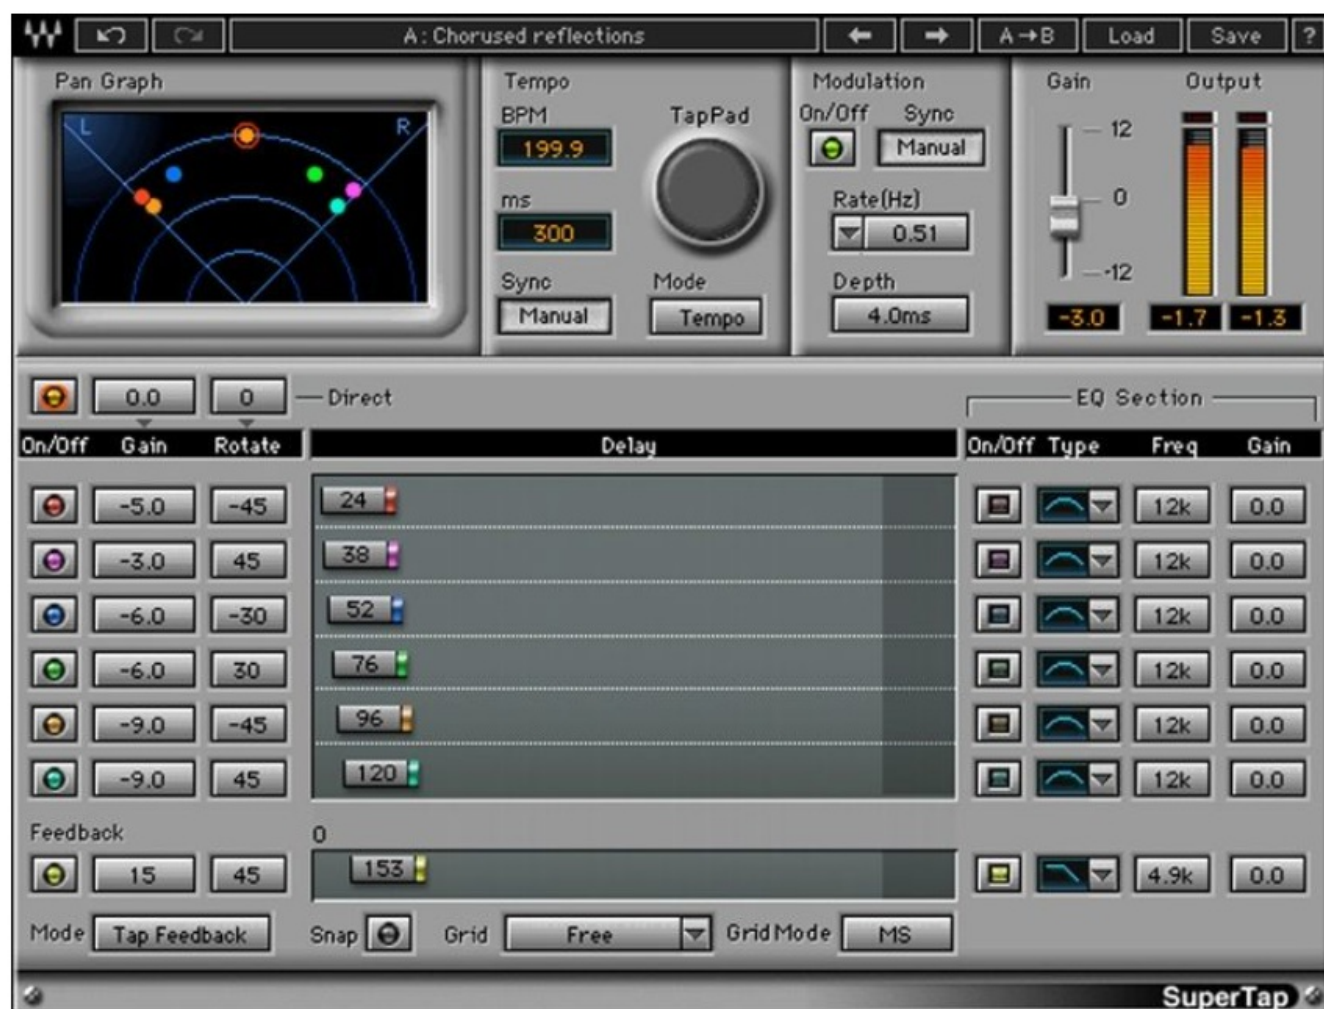 A: Chorused reflections A→B Load Save ?
Pan Graph Tempo Modulation Gain Output
L R BPM TapPad On/Off Sync 12
199.9 Manual
ms Rate(Hz) 0
300 0.51
Sync Mode Depth -12
Manual Tempo 4.0ms -3.0 -1.7 -1.3
0.0 0 Direct EQ Section
On/Off Gain Rotate Delay On/Off Type Freq Gain
-5.0 -45 24 12k 0.0
-3.0 45 38 12k 0.0
-6.0 -30 52 12k 0.0
-6.0 30 76 12k 0.0
-9.0 -45 96 12k 0.0
-9.0 45 120 12k 0.0
Feedback 0
15 45 153 4.9k 0.0
Mode Tap Feedback Snap Grid Free Grid Mode MS
SuperTap